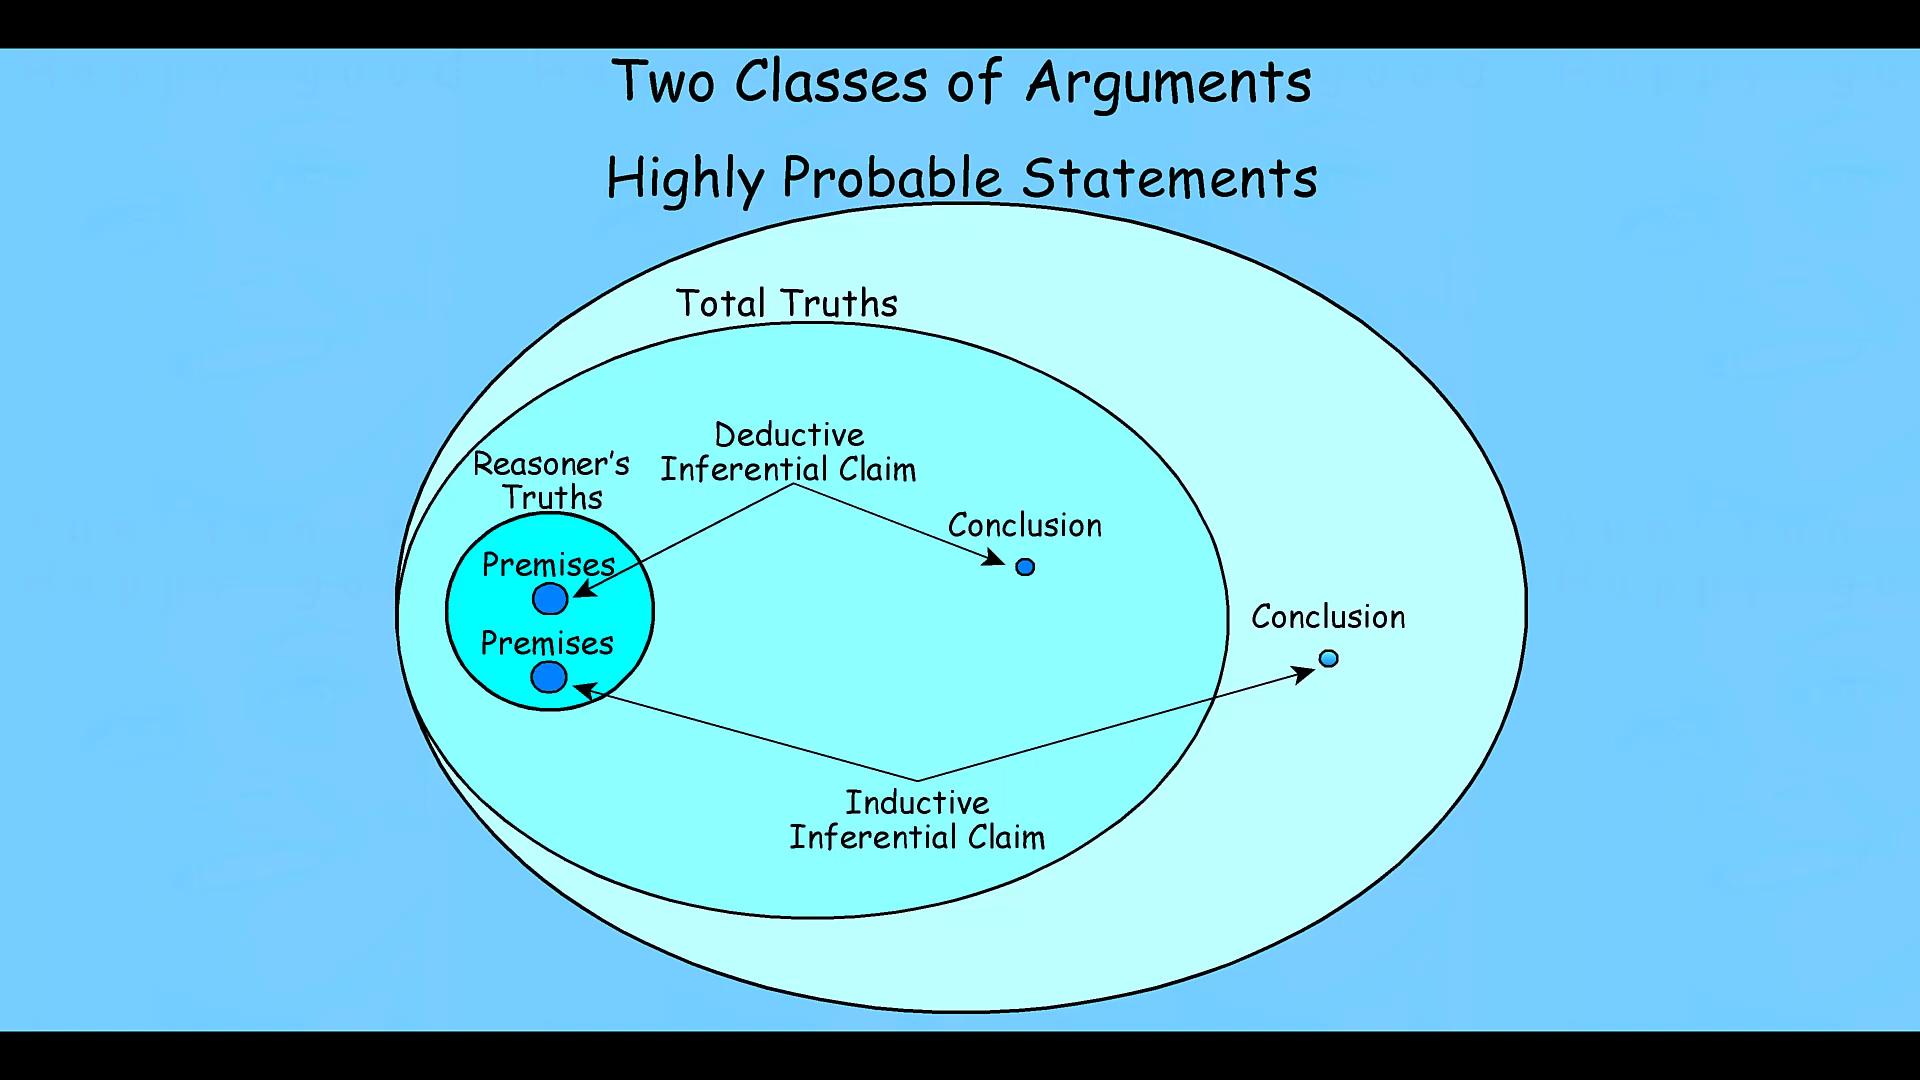 Two Classes of Arguments
Highly Probable Statements
Total Truths
Deductive
Inferential Claim
Reasoner's
Truths
Conclusion
Premises
Conclusion
Premises
Inductive
Inferential Claim